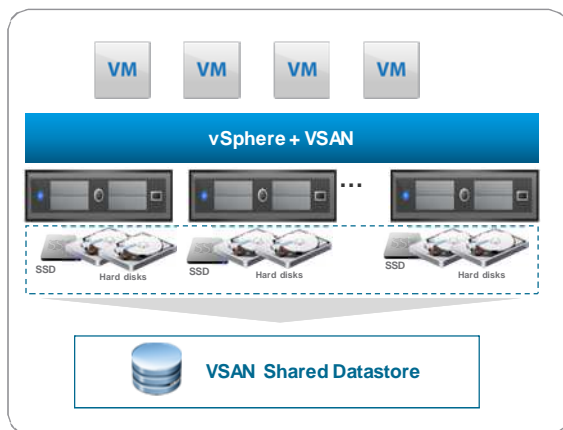 VM VM VM VM
vSphere + VSAN
...
SSD Hard disks SSD Hard disks SSD Hard disks
VSAN Shared Datastore